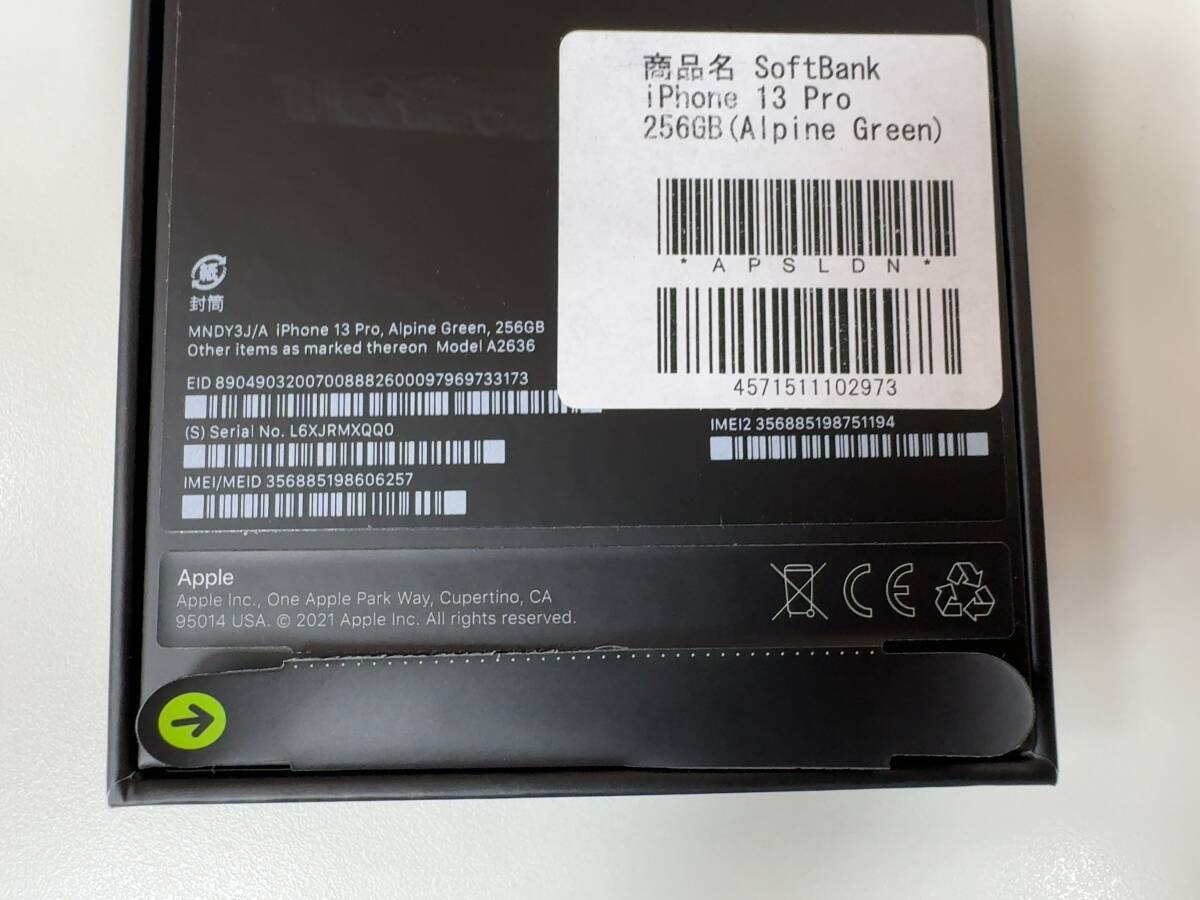 商品名 SoftBank
iPhone 13 Pro
256GB(Alpine Green)
*APSLDN*
4571511102973
紙
封筒
MNDY3J/A iPhone 13 Pro, Alpine Green, 256GB
Other items as marked thereon Model A2636
EID 89049032007008882600097969733173
(S) Serial No. L6XJRMXQQ0
IMEI2 356885198751194
IMEI/MEID 356885198606257
Apple
Apple Inc., One Apple Park Way, Cupertino, CA
95014 USA. © 2021 Apple Inc. All rights reserved.
CE